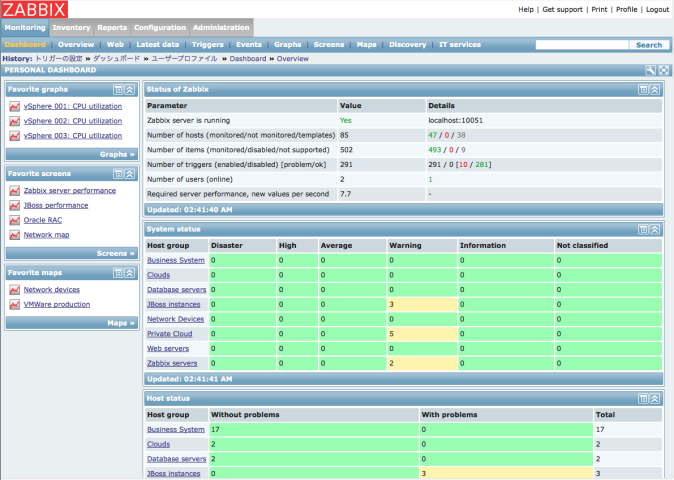 ZABBIX
Help | Get support | Print | Profile | Logout
Monitoring Inventory Reports Configuration Administration
Dashboard | Overview | Web | Latest data | Triggers | Events | Graphs | Screens | Maps | Discovery | IT services Search
History: トリガーの設定 » ダッシュボード » ユーザープロファイル » Dashboard » Overview
PERSONAL DASHBOARD
Favorite graphs
vSphere 001: CPU utilization
vSphere 002: CPU utilization
vSphere 003: CPU utilization
Graphs »
Favorite screens
Zabbix server performance
JBoss performance
Oracle RAC
Network map
Screens »
Favorite maps
Network devices
VMWare production
Maps »
Status of Zabbix
Parameter Value Details
Zabbix server is running Yes localhost:10051
Number of hosts (monitored/not monitored/templates) 85 47 / 0 / 38
Number of items (monitored/disabled/not supported) 502 493 / 0 / 9
Number of triggers (enabled/disabled) [problem/ok] 291 291 / 0 [10 / 281]
Number of users (online) 2 1
Required server performance, new values per second 7.7 -
Updated: 02:41:40 AM
System status
Host group Disaster High Average Warning Information Not classified
Business System 0 0 0 0 0 0
Clouds 0 0 0 0 0 0
Database servers 0 0 0 0 0 0
JBoss instances 0 0 0 3 0 0
Network Devices 0 0 0 0 0 0
Private Cloud 0 0 0 5 0 0
Web servers 0 0 0 0 0 0
Zabbix servers 0 0 0 2 0 0
Updated: 02:41:41 AM
Host status
Host group Without problems With problems Total
Business System 17 0 17
Clouds 2 0 2
Database servers 2 0 2
JBoss instances 0 3 3